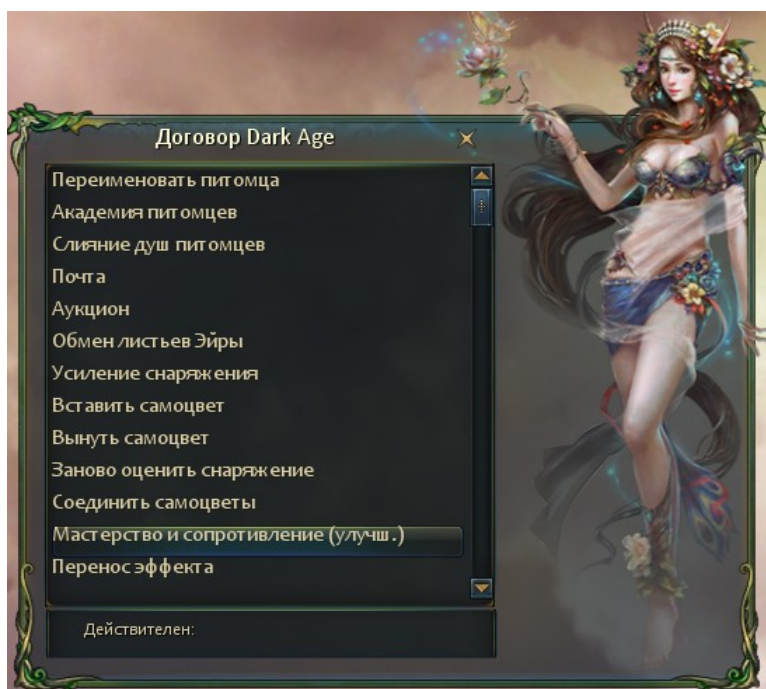 Договор Dark Age
Переименовать питомца
Академия питомцев
Слияние душ питомцев
Почта
Аукцион
Обмен листьев Эйры
Усиление снаряжения
Вставить самоцвет
Вынуть самоцвет
Заново оценить снаряжение
Соединить самоцветы
Мастерство и сопротивление (улучш.)
Перенос эффекта
Действителен: